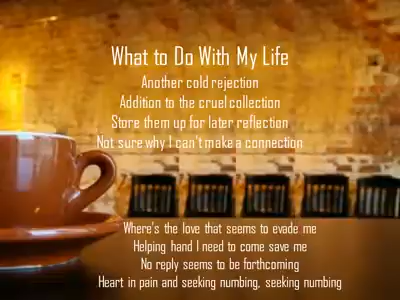 What to Do With My Life
Another cold rejection
Addition to the cruel collection
Store them up for later reflection
Not sure why I can't make a connection
Where's the love that seems to evade me
Helping hand I need to come save me
No reply seems to be forthcoming
Heart in pain and seeking numbing, seeking numbing